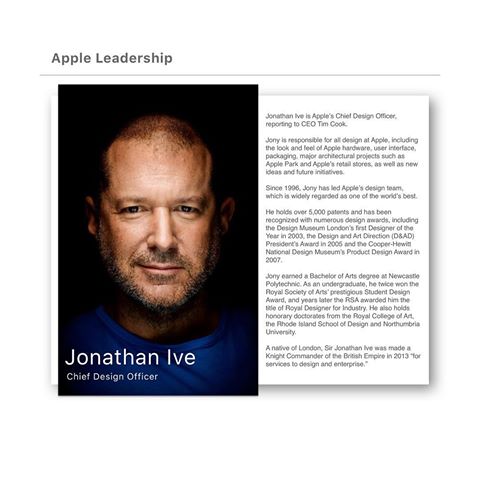 Apple Leadership
Jonathan Ive
Chief Design Officer
Jonathan Ive is Apple's Chief Design Officer,
reporting to CEO Tim Cook.
Jony is responsible for all design at Apple, including
the look and feel of Apple hardware, user interface,
packaging, major architectural projects such as
Apple Park and Apple's retail stores, as well as new
ideas and future initiatives.
Since 1996, Jony has led Apple's design team,
which is widely regarded as one of the world's best.
He holds over 5,000 patents and has been
recognized with numerous design awards, including
the Design Museum London's first Designer of the
Year in 2003, the Design and Art Direction (D&AD)
President's Award in 2005 and the Cooper-Hewitt
National Design Museum's Product Design Award in
2007.
Jony earned a Bachelor of Arts degree at Newcastle
Polytechnic. As an undergraduate, he twice won the
Royal Society of Arts' prestigious Student Design
Award, and years later the RSA awarded him the
title of Royal Designer for Industry. He also holds
honorary doctorates from the Royal College of Art,
the Rhode Island School of Design and Northumbria
University.
A native of London, Sir Jonathan Ive was made a
Knight Commander of the British Empire in 2013 “for
services to design and enterprise.”